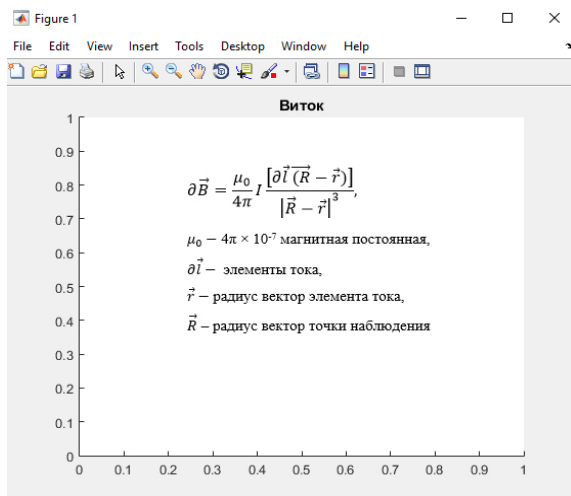 Figure 1
File Edit View Insert Tools Desktop Window Help
Виток
1
0.9
0.8
0.7
0.6
0.5
0.4
0.3
0.2
0.1
0
∂B⃗ = μ₀/4π I [∂l⃗ (R⃗ − r⃗)]/|R⃗ − r⃗|³,
μ₀ − 4π × 10⁻⁷ магнитная постоянная,
∂l⃗ − элементы тока,
r⃗ − радиус вектор элемента тока,
R⃗ – радиус вектор точки наблюдения
0 0.1 0.2 0.3 0.4 0.5 0.6 0.7 0.8 0.9 1